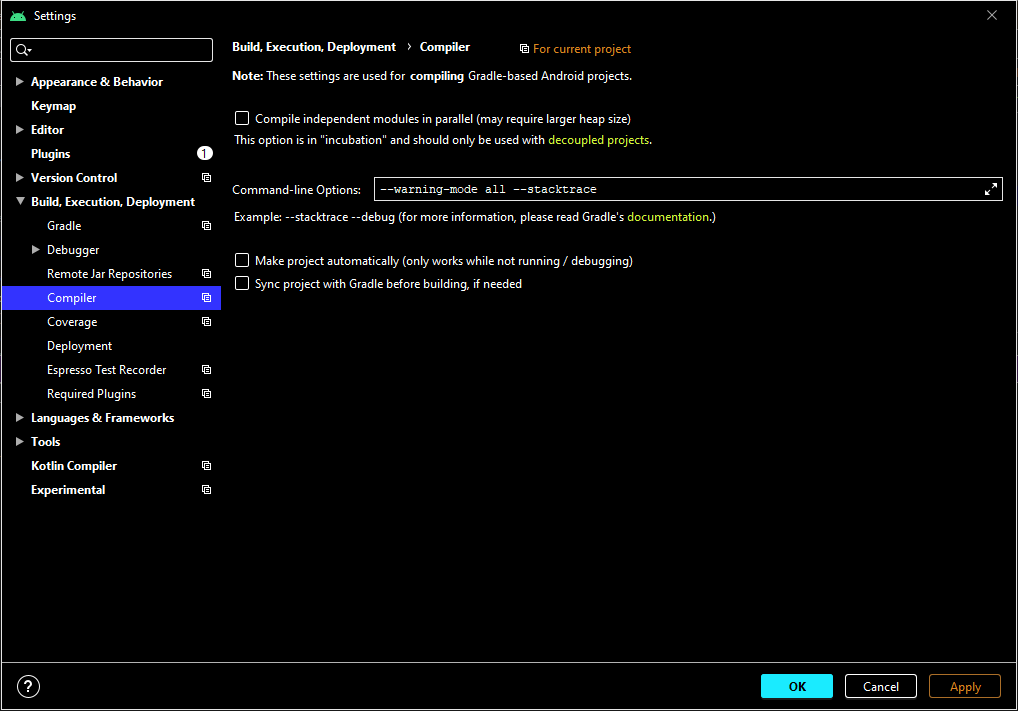 Settings
Build, Execution, Deployment › Compiler For current project
Note: These settings are used for compiling Gradle-based Android projects.
Appearance & Behavior
Keymap
Editor
Plugins 1
Version Control
Build, Execution, Deployment
Gradle
Debugger
Remote Jar Repositories
Compiler
Coverage
Deployment
Espresso Test Recorder
Required Plugins
Languages & Frameworks
Tools
Kotlin Compiler
Experimental
Compile independent modules in parallel (may require larger heap size)
This option is in "incubation" and should only be used with decoupled projects.
Command-line Options: --warning-mode all --stacktrace
Example: --stacktrace --debug (for more information, please read Gradle's documentation.)
Make project automatically (only works while not running / debugging)
Sync project with Gradle before building, if needed
? OK Cancel Apply